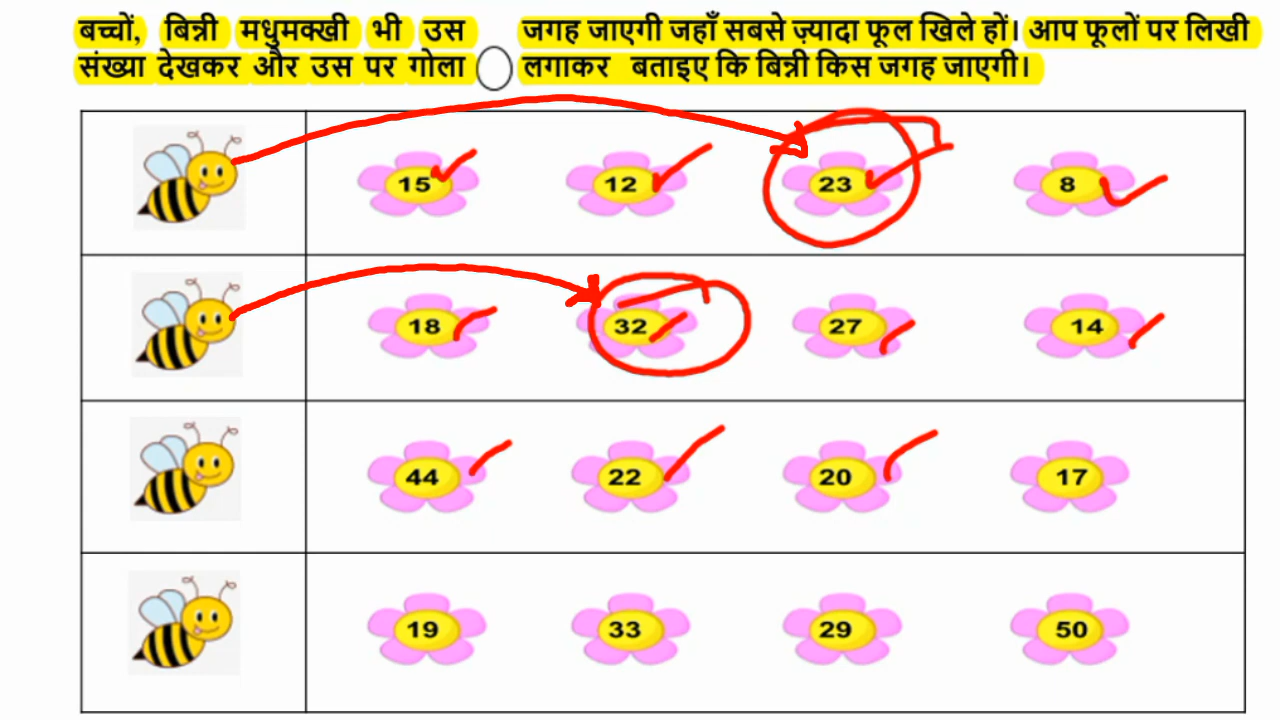 बच्चों, बिन्नी मधुमक्खी भी उस जगह जाएगी जहाँ सबसे ज़्यादा फूल खिले हों। आप फूलों पर लिखी
संख्या देखकर और उस पर गोला लगाकर बताइए कि बिन्नी किस जगह जाएगी।
15 12 23 8
18 32 27 14
44 22 20 17
19 33 29 50